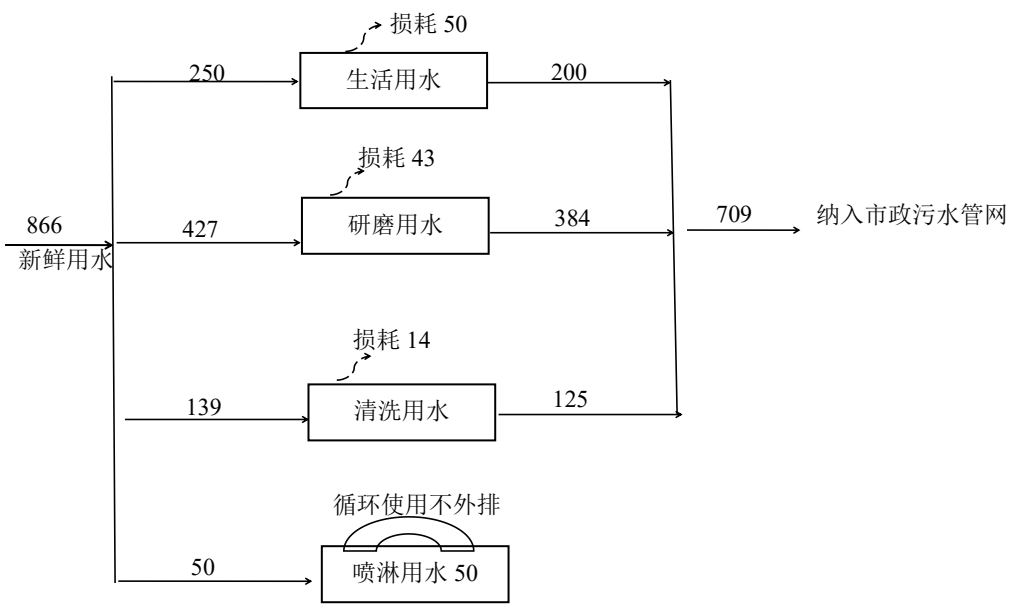 损耗 50
250
生活用水
200
损耗 43
866
新鲜用水
427
研磨用水
384
709
纳入市政污水管网
损耗 14
139
清洗用水
125
循环使用不外排
50
喷淋用水 50